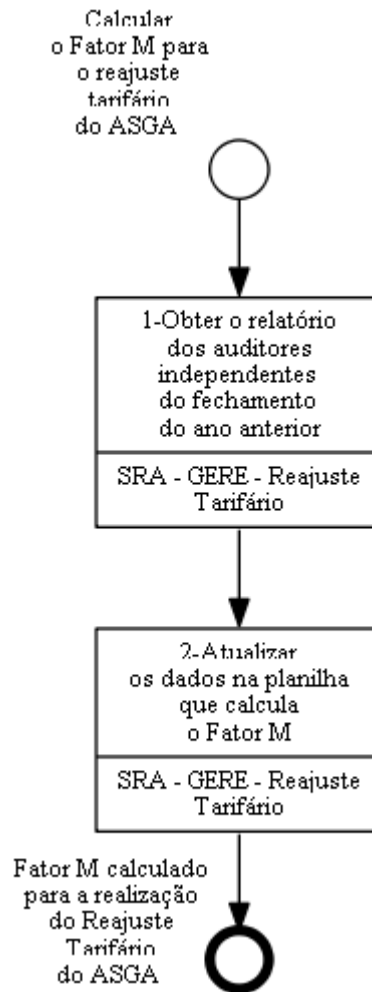 Calcular
o Fator M para
o reajuste
tarifário
do ASGA
1-Obter o relatório
dos auditores
independentes
do fechamento
do ano anterior
SRA - GERE - Reajuste
Tarifário
2-Atualizar
os dados na planilha
que calcula
o Fator M
SRA - GERE - Reajuste
Tarifário
Fator M calculado
para a realização
do Reajuste
Tarifário
do ASGA